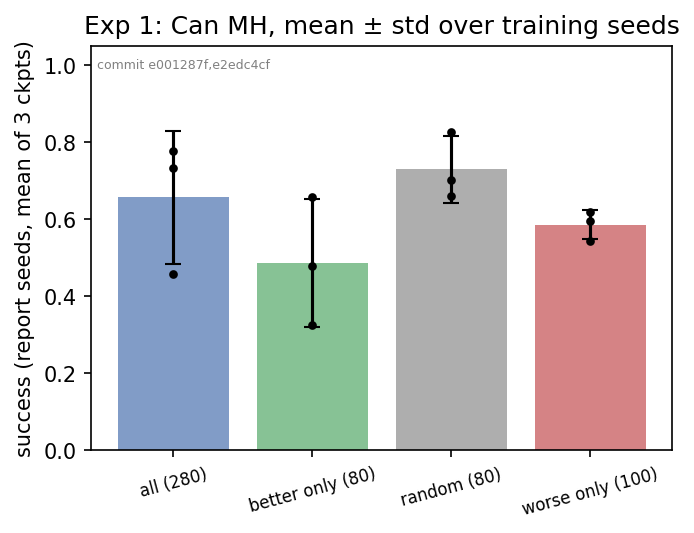 Exp 1: Can MH, mean ± std over training seeds
commit e001287f,e2edc4cf
success (report seeds, mean of 3 ckpts)
1.0
0.8
0.6
0.4
0.2
0.0
all (280)
better only (80)
random (80)
worse only (100)